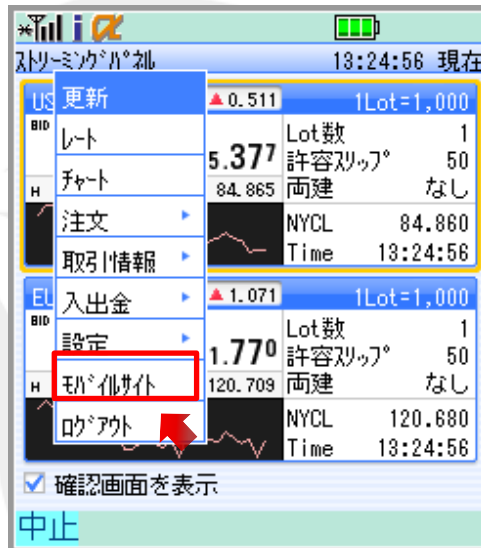 i α
ストリーミングパネル 13:24:56 現在
US ▲0.511 1Lot=1,000
BID Lot数 1
5.377 許容スリップ 50
H 84.865 両建 なし
NYCL 84.860
Time 13:24:56
更新
レート
チャート
注文
取引情報
入出金
設定
モバイルサイト
ログアウト
EU ▲1.071 1Lot=1,000
BID Lot数 1
1.770 許容スリップ 50
H 120.709 両建 なし
NYCL 120.680
Time 13:24:56
確認画面を表示
中止